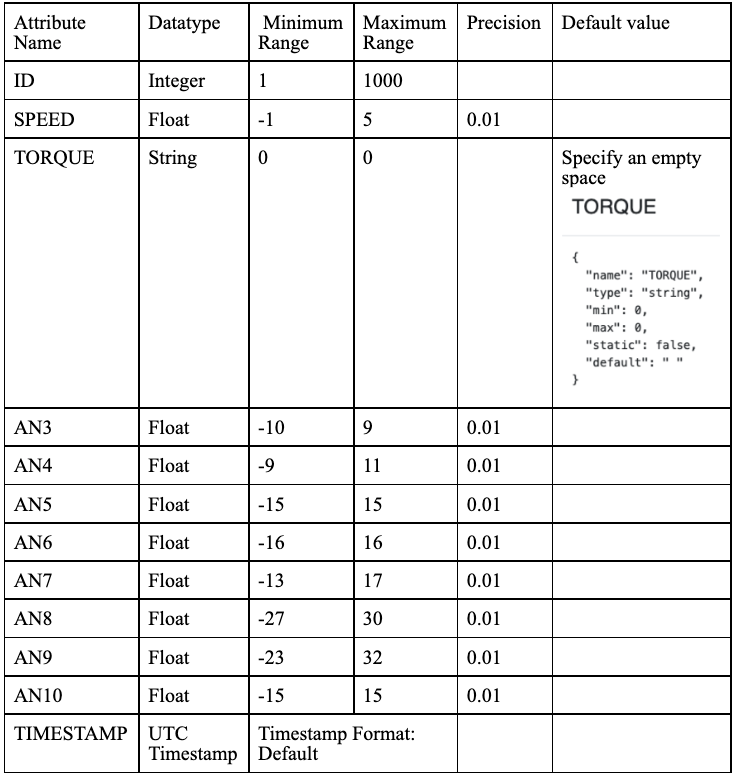 Attribute Name Datatype Minimum Range Maximum Range Precision Default value
ID Integer 1 1000
SPEED Float -1 5 0.01
TORQUE String 0 0 Specify an empty space
TORQUE
{
"name": "TORQUE",
"type": "string",
"min": 0,
"max": 0,
"static": false,
"default": " "
}
AN3 Float -10 9 0.01
AN4 Float -9 11 0.01
AN5 Float -15 15 0.01
AN6 Float -16 16 0.01
AN7 Float -13 17 0.01
AN8 Float -27 30 0.01
AN9 Float -23 32 0.01
AN10 Float -15 15 0.01
TIMESTAMP UTC Timestamp Timestamp Format: Default